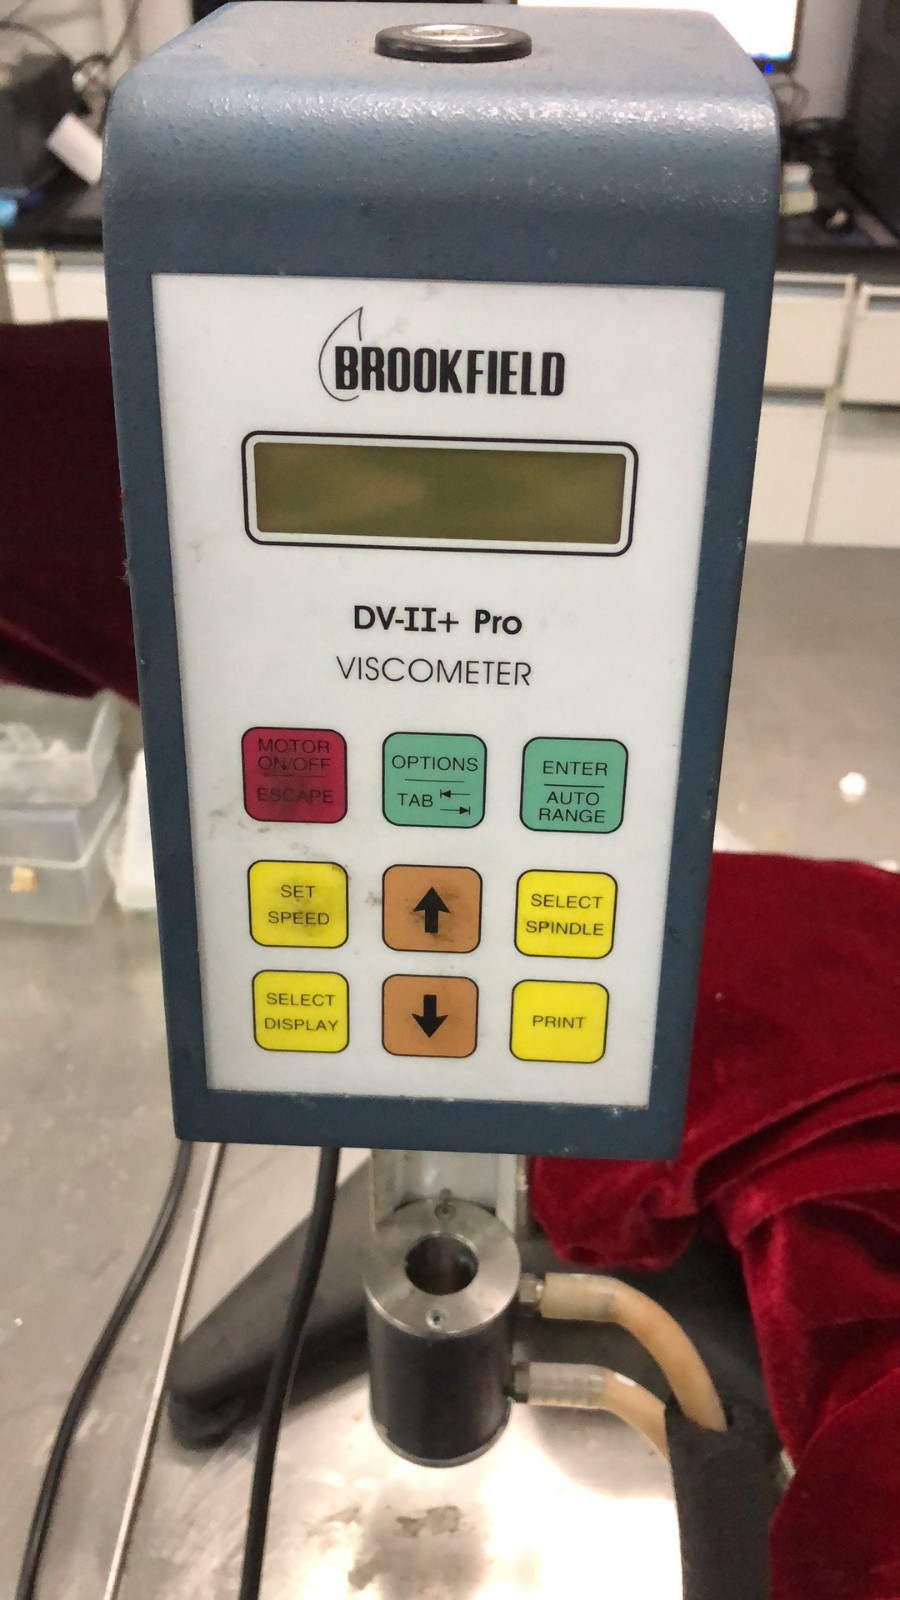 BROOKFIELD
DV-II+ Pro
VISCOMETER
MOTOR
ON/OFF
ESCAPE
OPTIONS
TAB
ENTER
AUTO
RANGE
SET
SPEED
SELECT
SPINDLE
SELECT
DISPLAY
PRINT